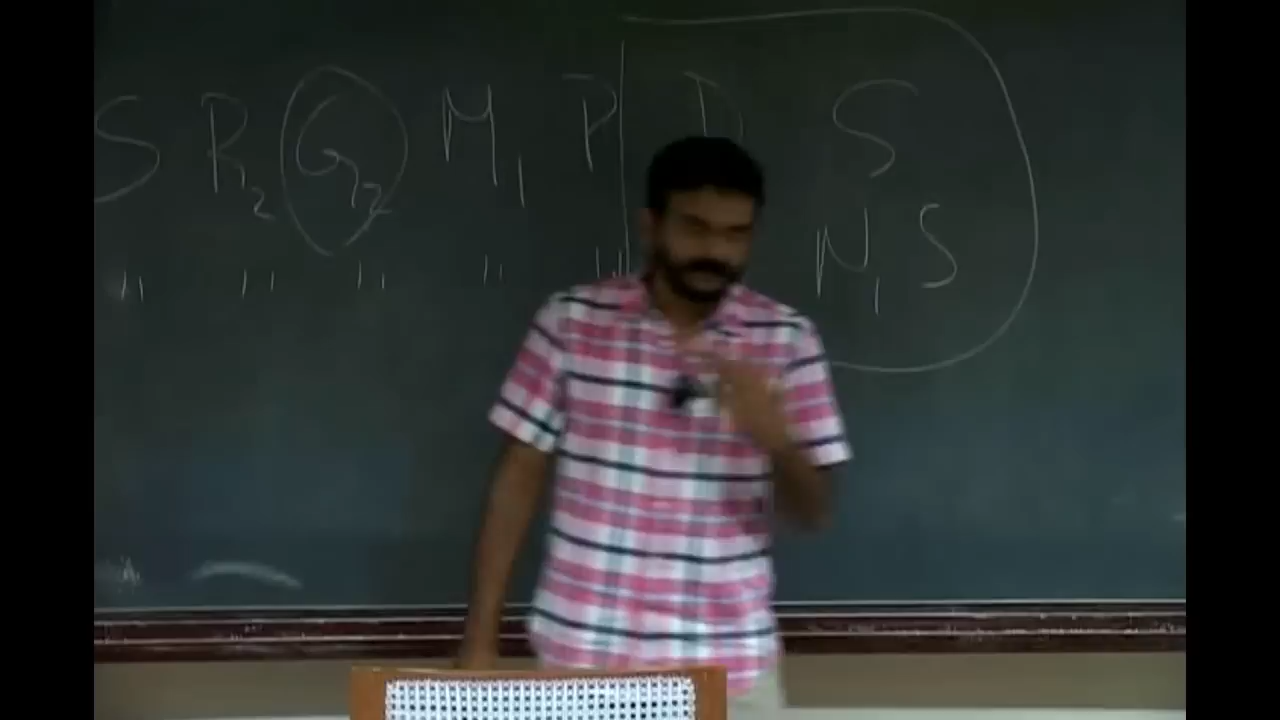 S R₂ G₂ M₁ P D₁ S
" " " " " N₁ S